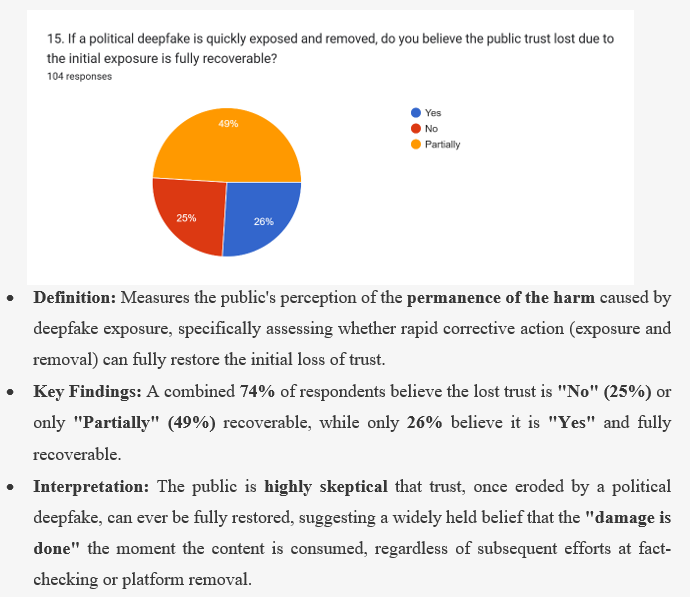 15. If a political deepfake is quickly exposed and removed, do you believe the public trust lost due to
the initial exposure is fully recoverable?
104 responses
49%
25%
26%
Yes
No
Partially
• Definition: Measures the public's perception of the permanence of the harm caused by
deepfake exposure, specifically assessing whether rapid corrective action (exposure and
removal) can fully restore the initial loss of trust.
• Key Findings: A combined 74% of respondents believe the lost trust is "No" (25%) or
only "Partially" (49%) recoverable, while only 26% believe it is "Yes" and fully
recoverable.
• Interpretation: The public is highly skeptical that trust, once eroded by a political
deepfake, can ever be fully restored, suggesting a widely held belief that the "damage is
done" the moment the content is consumed, regardless of subsequent efforts at fact-
checking or platform removal.